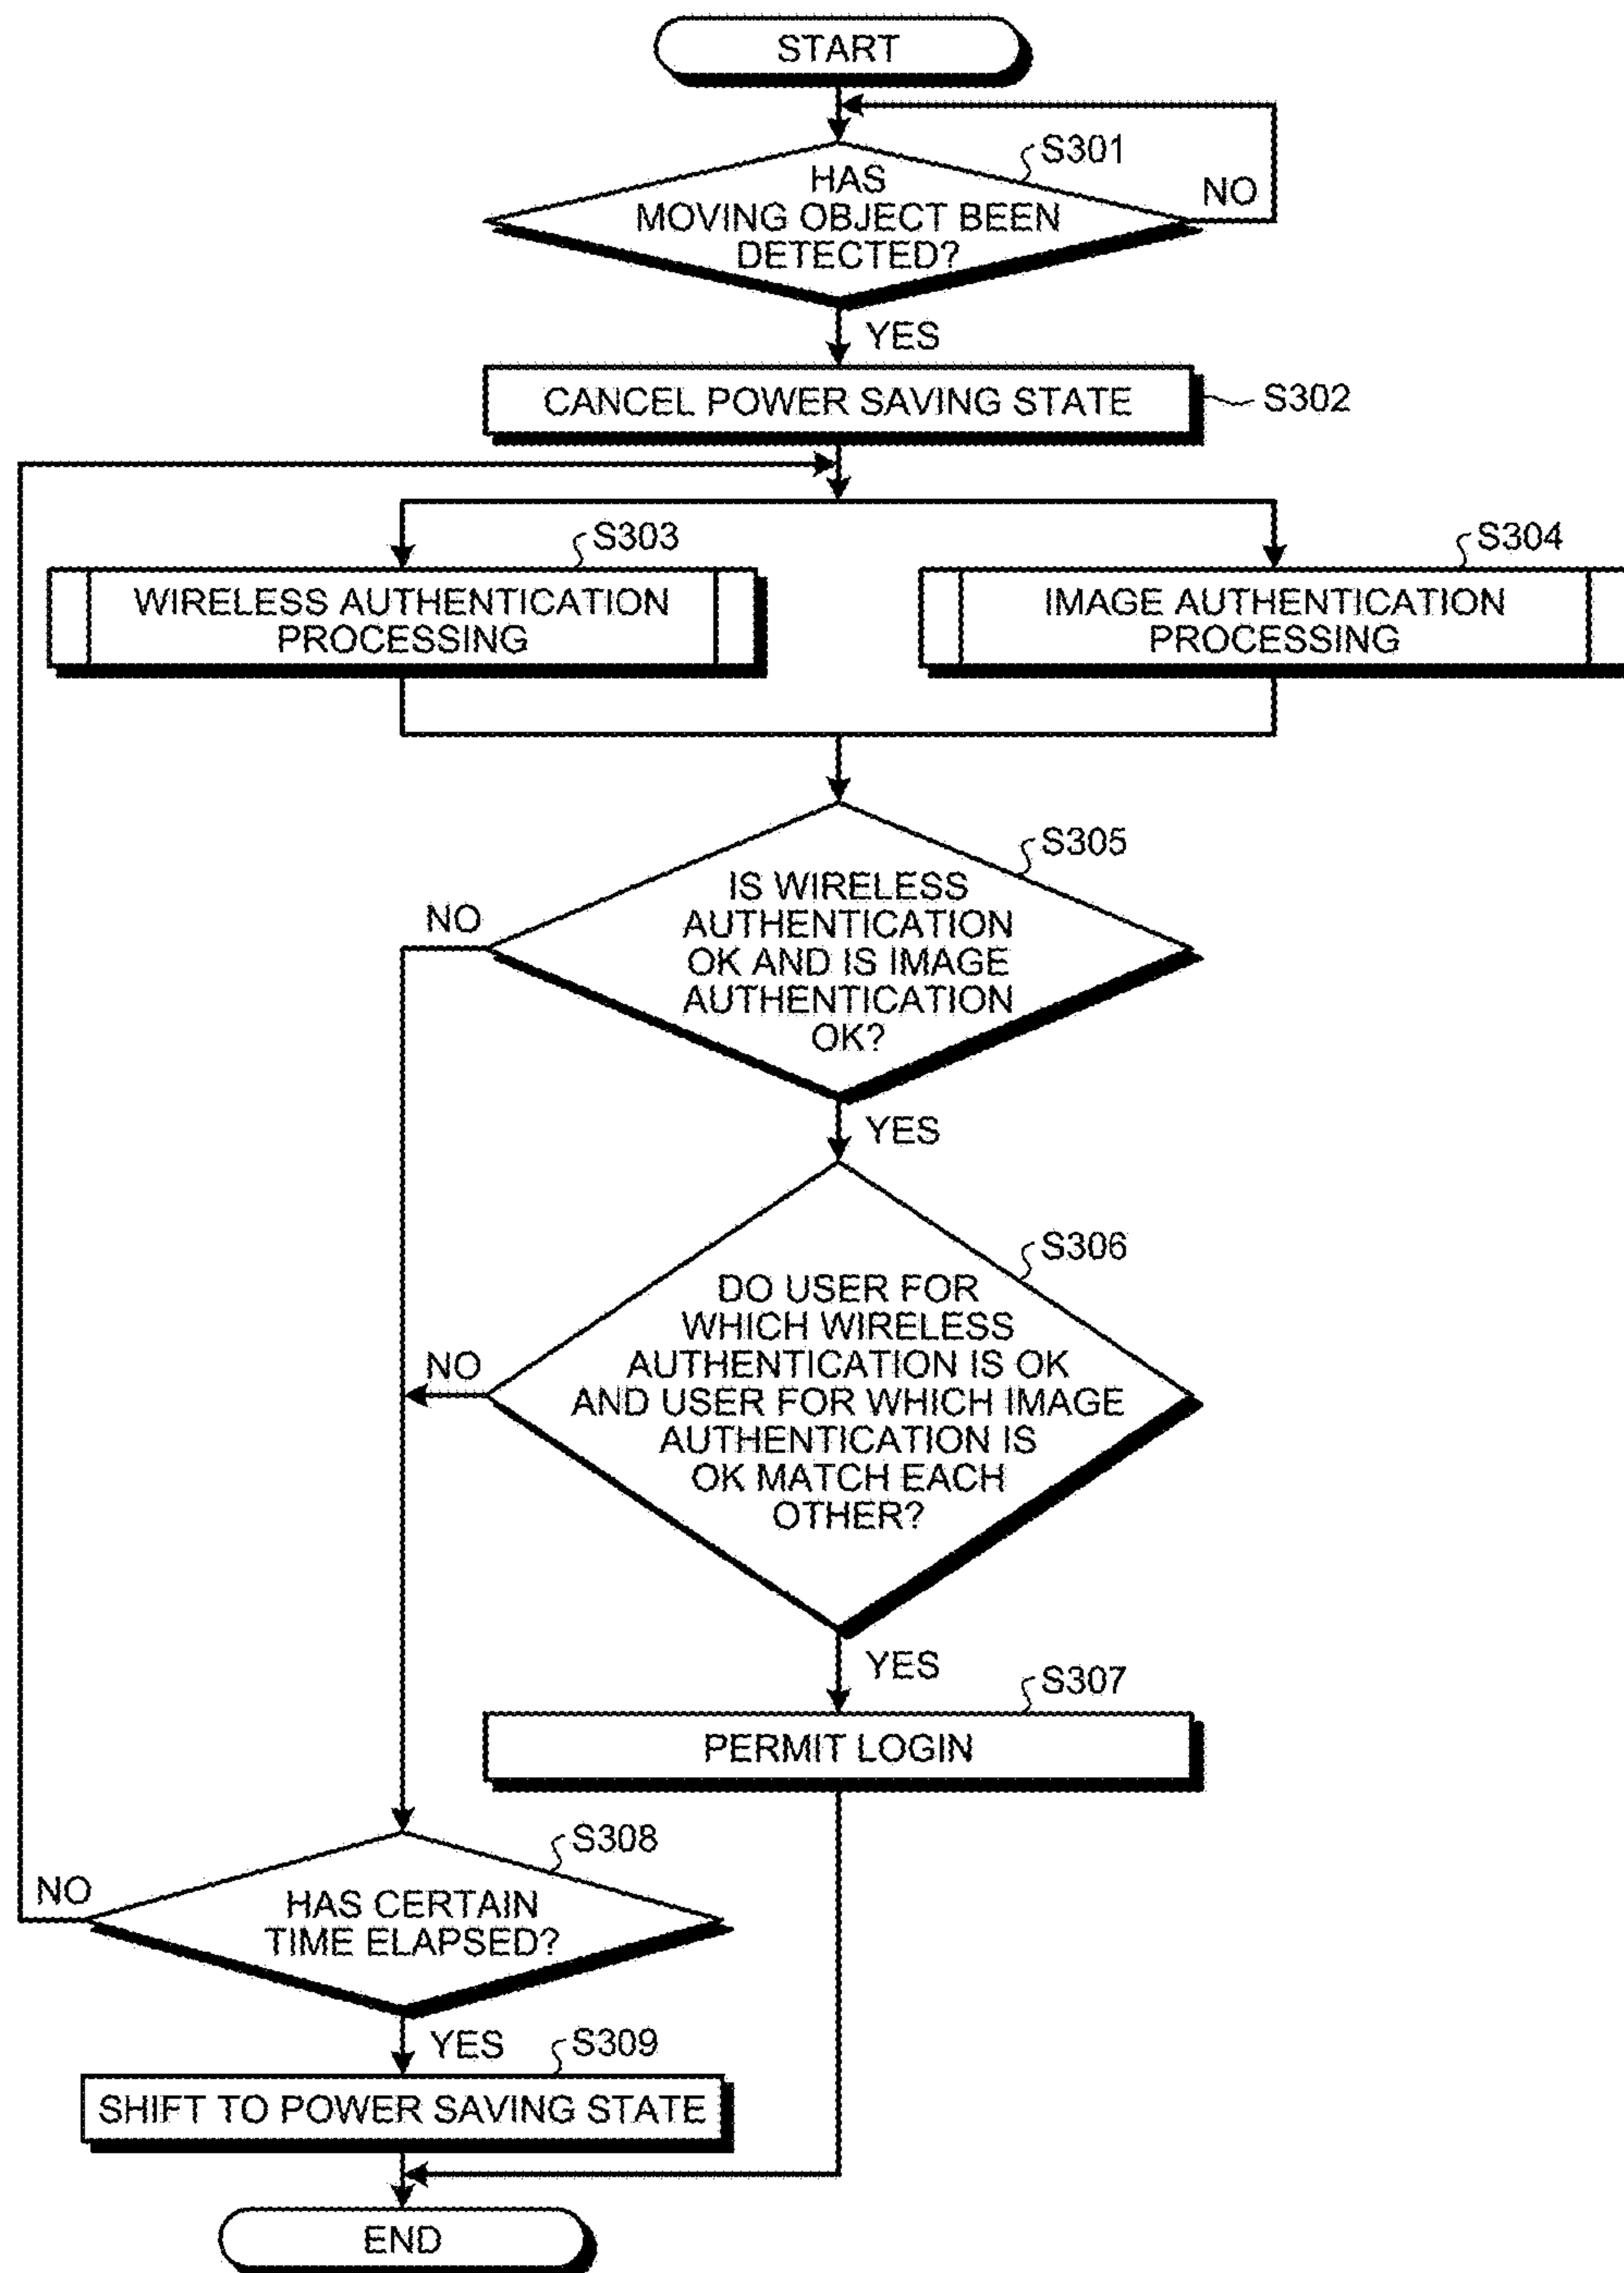 START
S301
HAS
MOVING OBJECT BEEN
DETECTED?
NO
YES
CANCEL POWER SAVING STATE
S302
S303
WIRELESS AUTHENTICATION
PROCESSING
S304
IMAGE AUTHENTICATION
PROCESSING
S305
IS WIRELESS
AUTHENTICATION
OK AND IS IMAGE
AUTHENTICATION
OK?
NO
YES
S306
DO USER FOR
WHICH WIRELESS
AUTHENTICATION IS OK
AND USER FOR WHICH IMAGE
AUTHENTICATION IS
OK MATCH EACH
OTHER?
NO
YES
S307
PERMIT LOGIN
S308
HAS CERTAIN
TIME ELAPSED?
NO
YES
S309
SHIFT TO POWER SAVING STATE
END